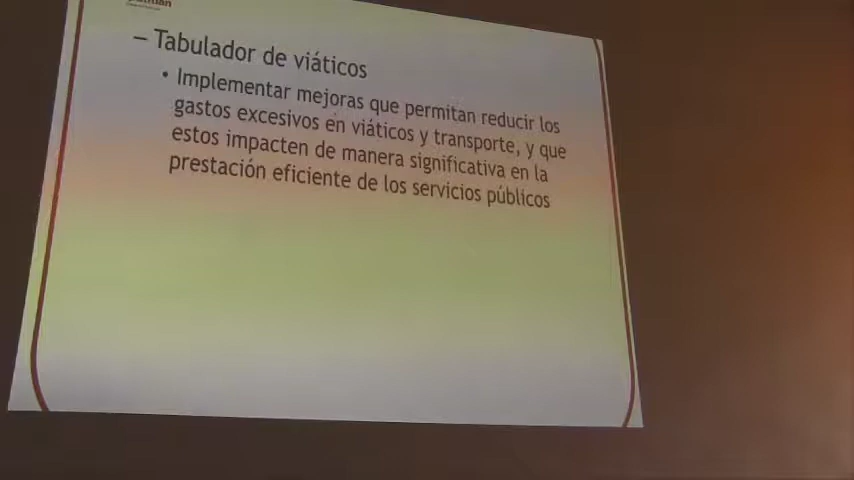 – Tabulador de viáticos
• Implementar mejoras que permitan reducir los
gastos excesivos en viáticos y transporte, y que
estos impacten de manera significativa en la
prestación eficiente de los servicios públicos